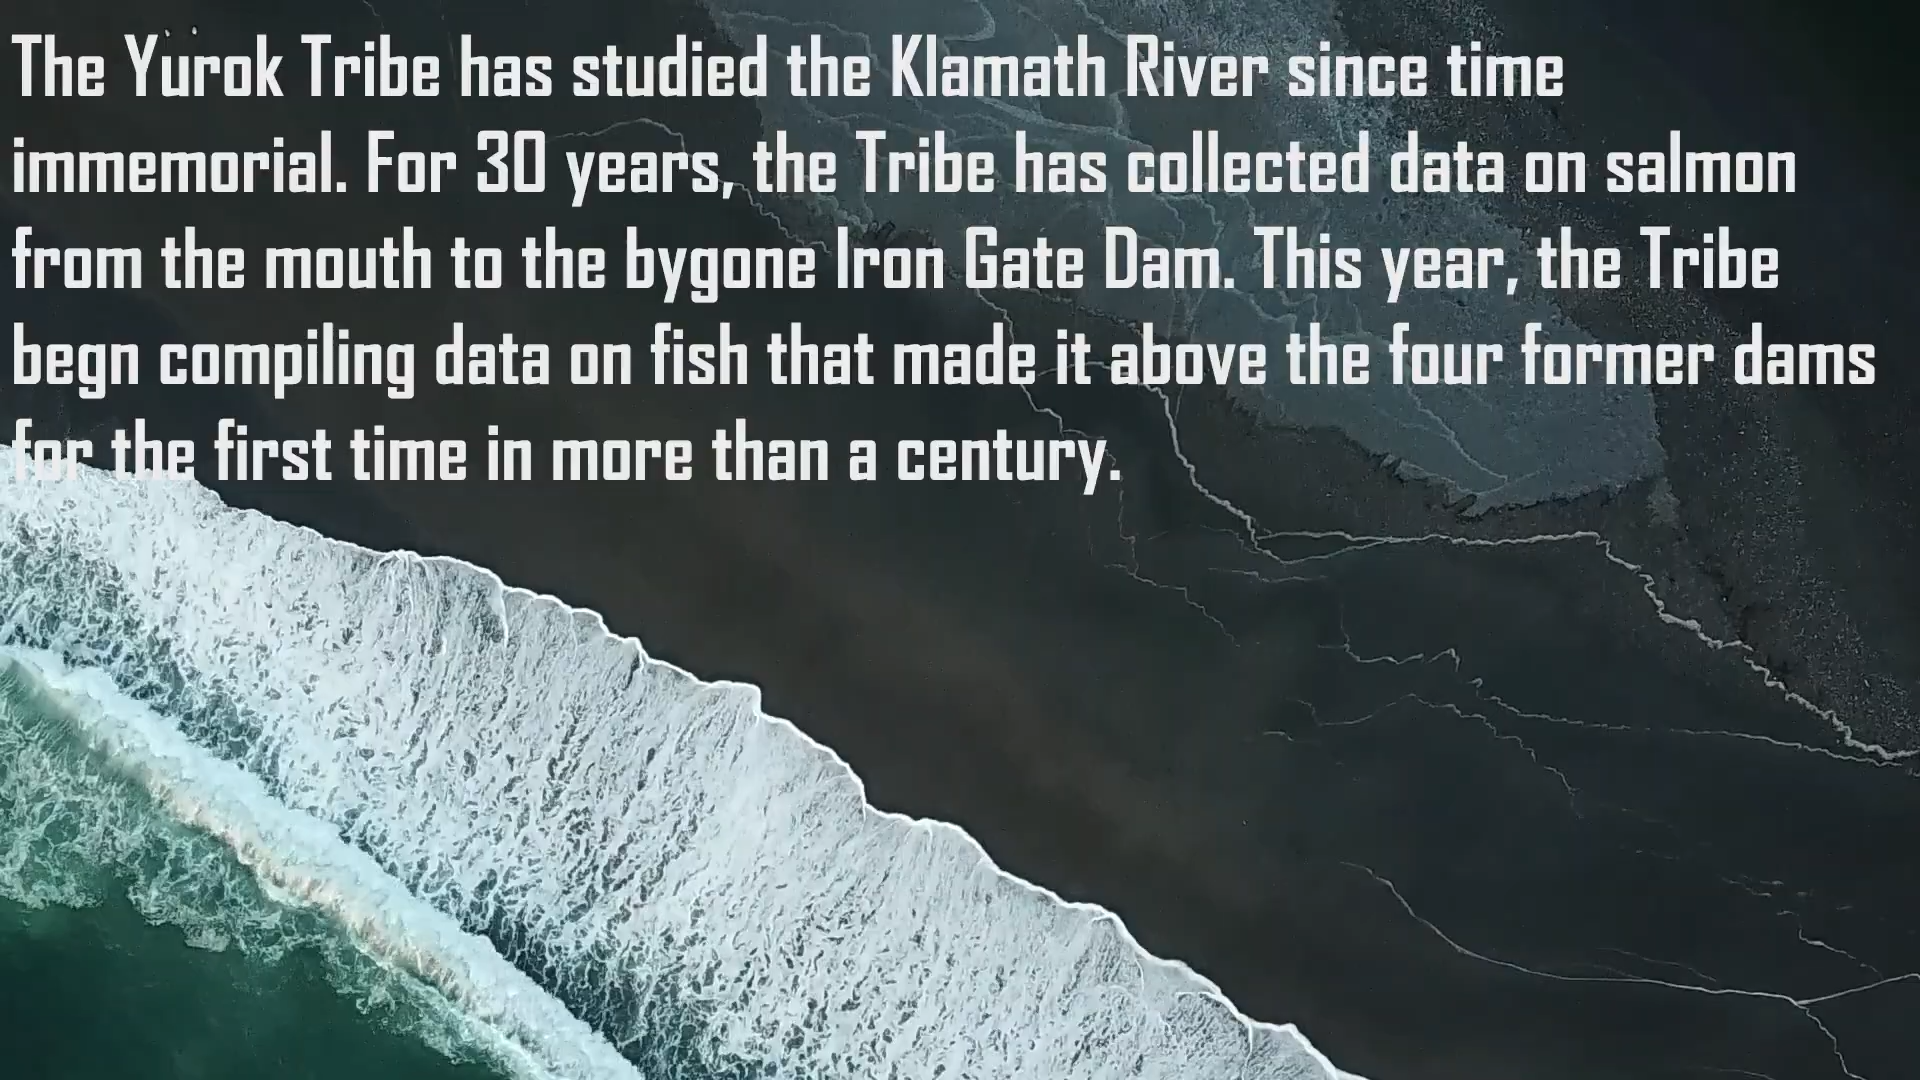 The Yurok Tribe has studied the Klamath River since time
immemorial. For 30 years, the Tribe has collected data on salmon
from the mouth to the bygone Iron Gate Dam. This year, the Tribe
begn compiling data on fish that made it above the four former dams
for the first time in more than a century.